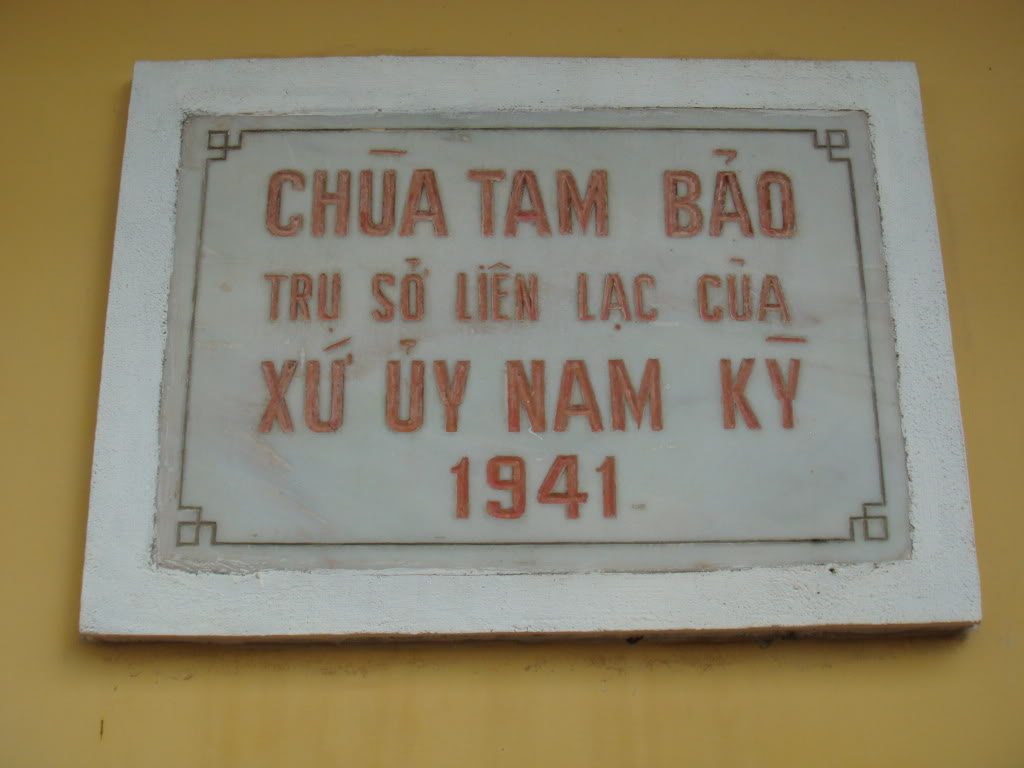 CHÙA TAM BẢO
TRỤ SỞ LIÊN LẠC CỦA
XỨ ỦY NAM KỲ
1941